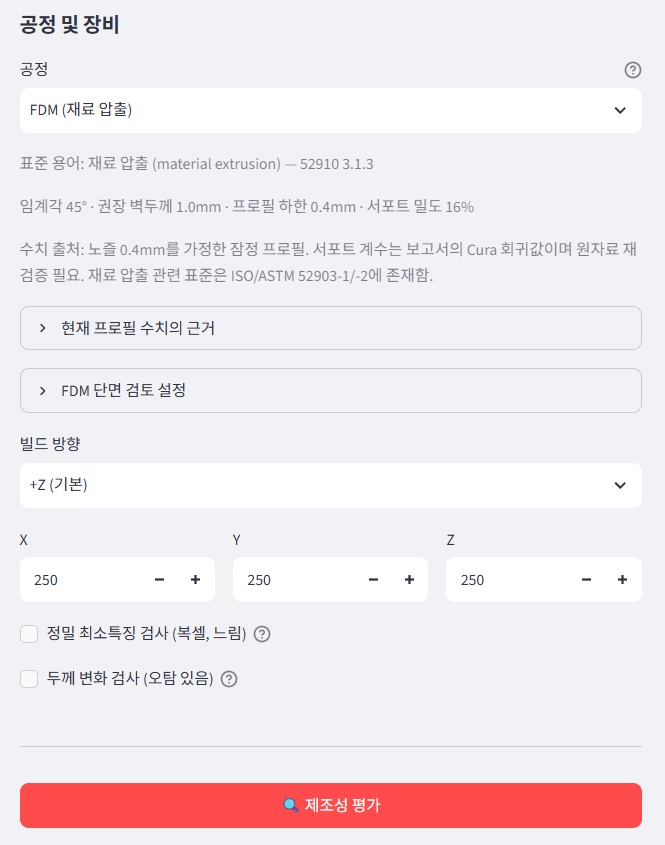 공정 및 장비
공정
FDM (재료 압출)
표준 용어: 재료 압출 (material extrusion) — 52910 3.1.3
임계각 45° · 권장 벽두께 1.0mm · 프로필 하한 0.4mm · 서포트 밀도 16%
수치 출처: 노즐 0.4mm를 가정한 잠정 프로필. 서포트 계수는 보고서의 Cura 회귀값이며 원자료 재
검증 필요. 재료 압출 관련 표준은 ISO/ASTM 52903-1/-2에 존재함.
현재 프로필 수치의 근거
FDM 단면 검토 설정
빌드 방향
+Z (기본)
X Y Z
250 250 250
정밀 최소특징 검사 (복셀, 느림)
두께 변화 검사 (오탐 있음)
제조성 평가